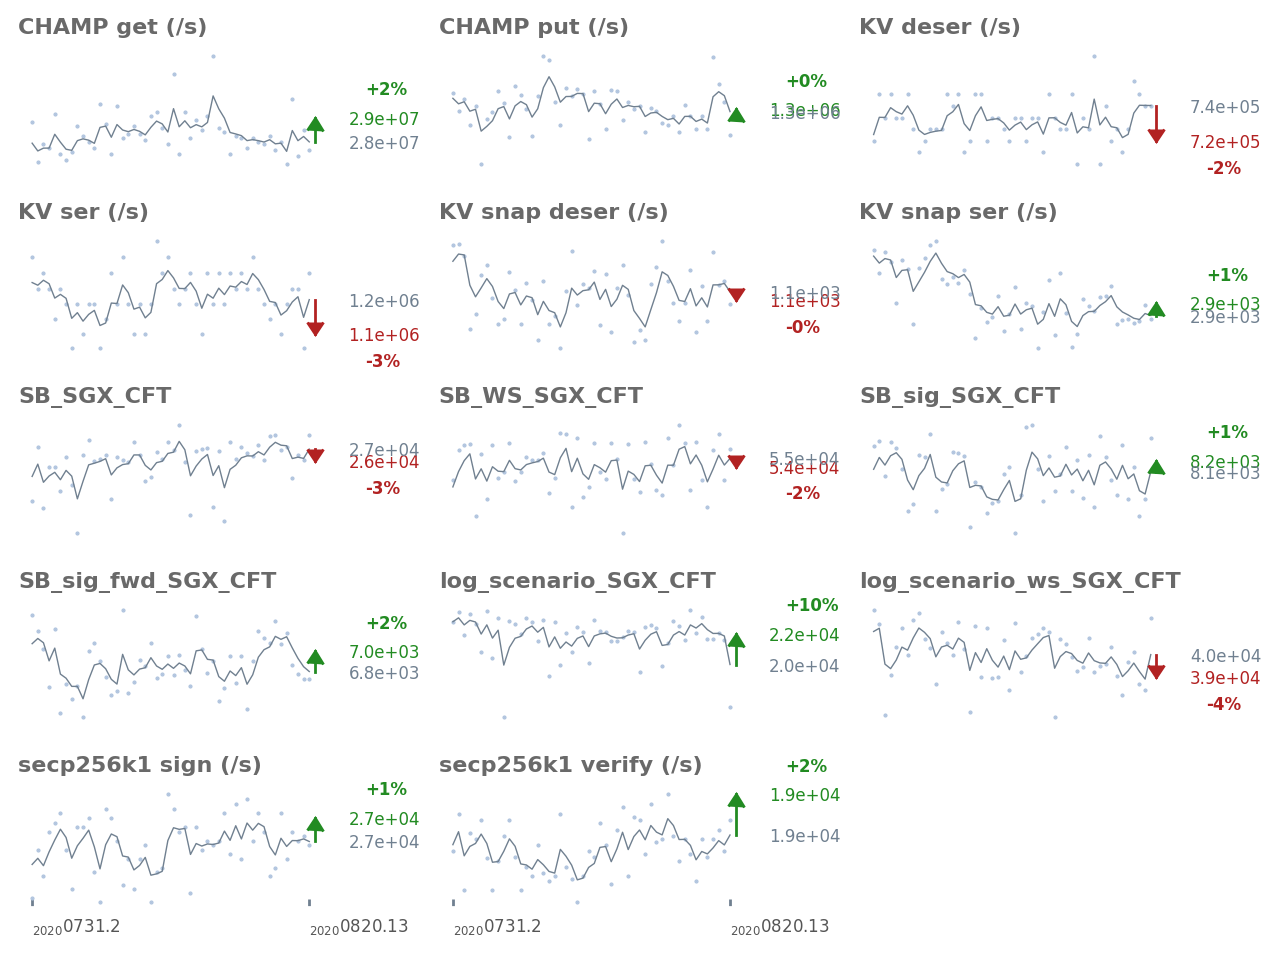 CHAMP get (/s)
+2%
2.9e+07
2.8e+07
CHAMP put (/s)
+0%
1.3e+06
1.3e+06
KV deser (/s)
7.4e+05
7.2e+05
-2%
KV ser (/s)
1.2e+06
1.1e+06
-3%
KV snap deser (/s)
1.1e+03
1.1e+03
-0%
KV snap ser (/s)
+1%
2.9e+03
2.9e+03
SB_SGX_CFT
2.7e+04
2.6e+04
-3%
SB_WS_SGX_CFT
5.5e+04
5.4e+04
-2%
SB_sig_SGX_CFT
+1%
8.2e+03
8.1e+03
SB_sig_fwd_SGX_CFT
+2%
7.0e+03
6.8e+03
log_scenario_SGX_CFT
+10%
2.2e+04
2.0e+04
log_scenario_ws_SGX_CFT
4.0e+04
3.9e+04
-4%
secp256k1 sign (/s)
+1%
2.7e+04
2.7e+04
secp256k1 verify (/s)
+2%
1.9e+04
1.9e+04
20200731.2
20200820.13
20200731.2
20200820.13